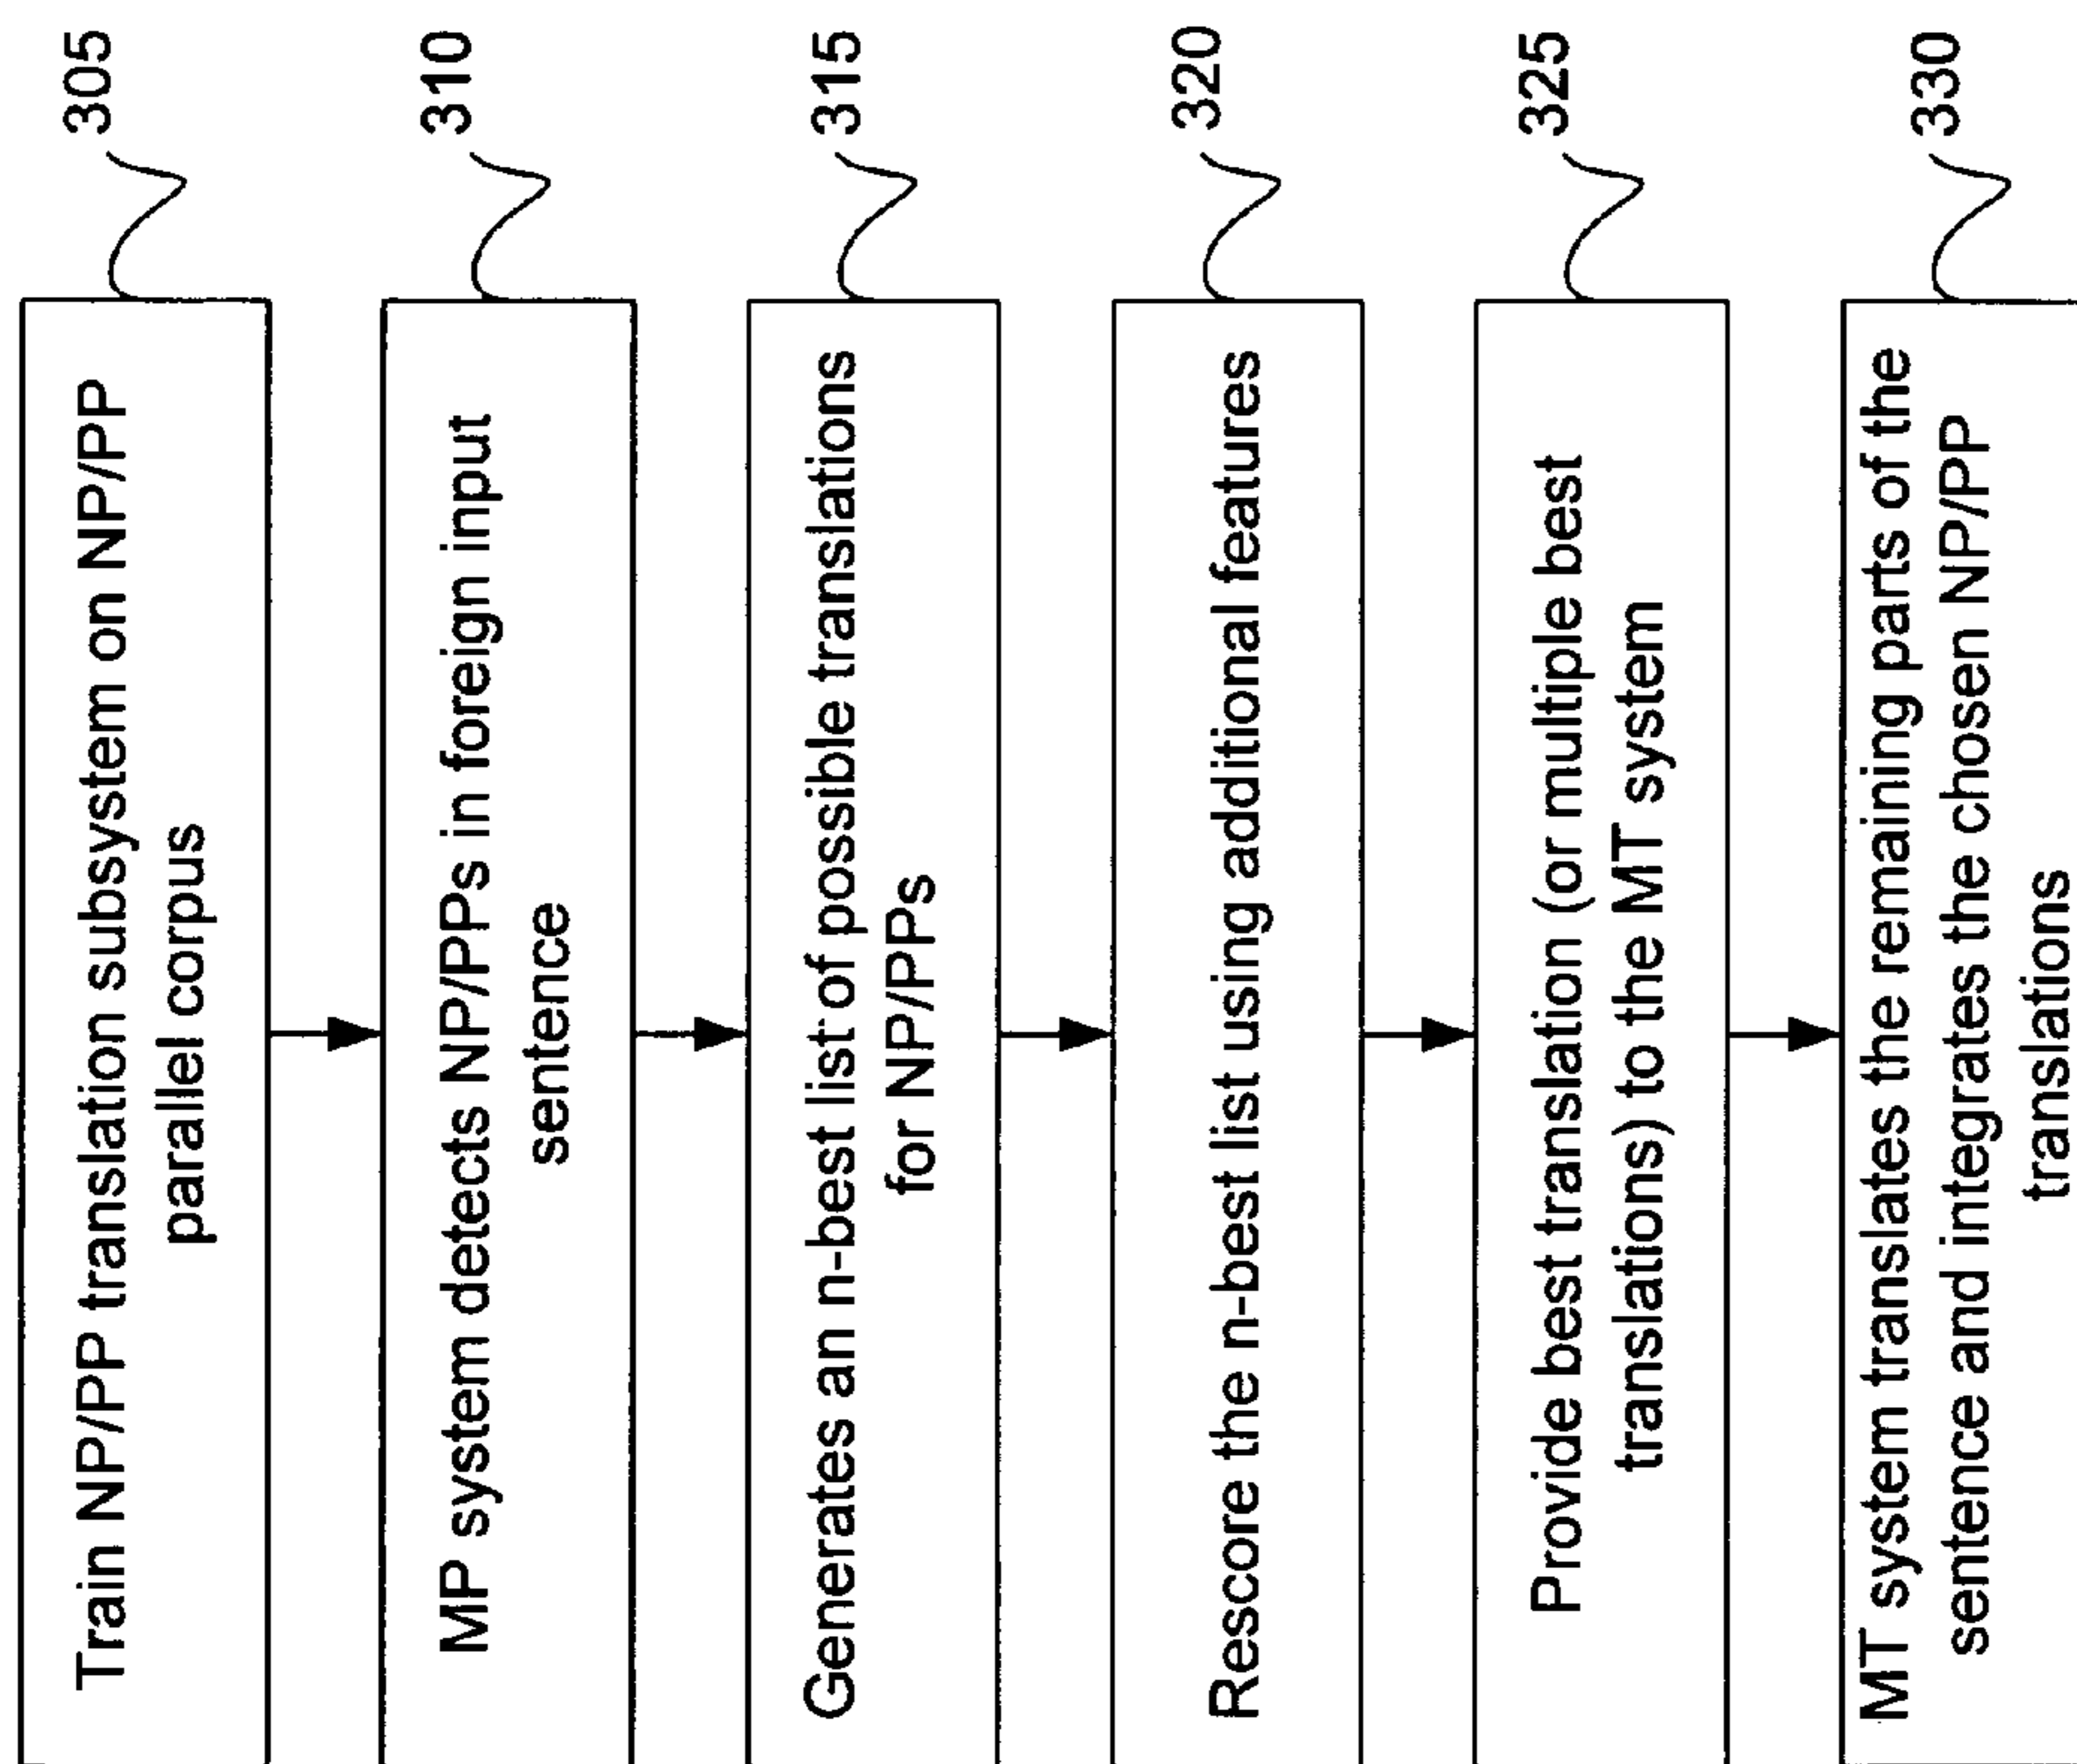 Train NP/PP translation subsystem on NP/PP
parallel corpus
305
MP system detects NP/PPs in foreign input
sentence
310
Generates an n-best list of possible translations
for NP/PPs
315
Rescore the n-best list using additional features
320
Provide best translation (or multiple best
translations) to the MT system
325
MT system translates the remaining parts of the
sentence and integrates the chosen NP/PP
translations
330